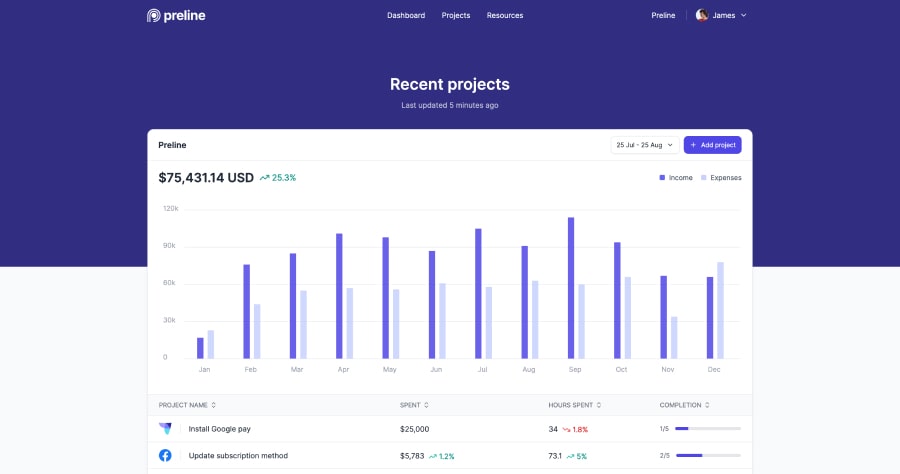 preline Dashboard Projects Resources Preline James
Recent projects
Last updated 5 minutes ago
Preline 25 Jul - 25 Aug + Add project
$75,431.14 USD 25.3% Income Expenses
120k
90k
60k
30k
0
Jan Feb Mar Apr May Jun Jul Aug Sep Oct Nov Dec
PROJECT NAME SPENT HOURS SPENT COMPLETION
Install Google pay $25,000 34 1.8% 1/5
Update subscription method $5,783 1.2% 73.1 5% 2/5